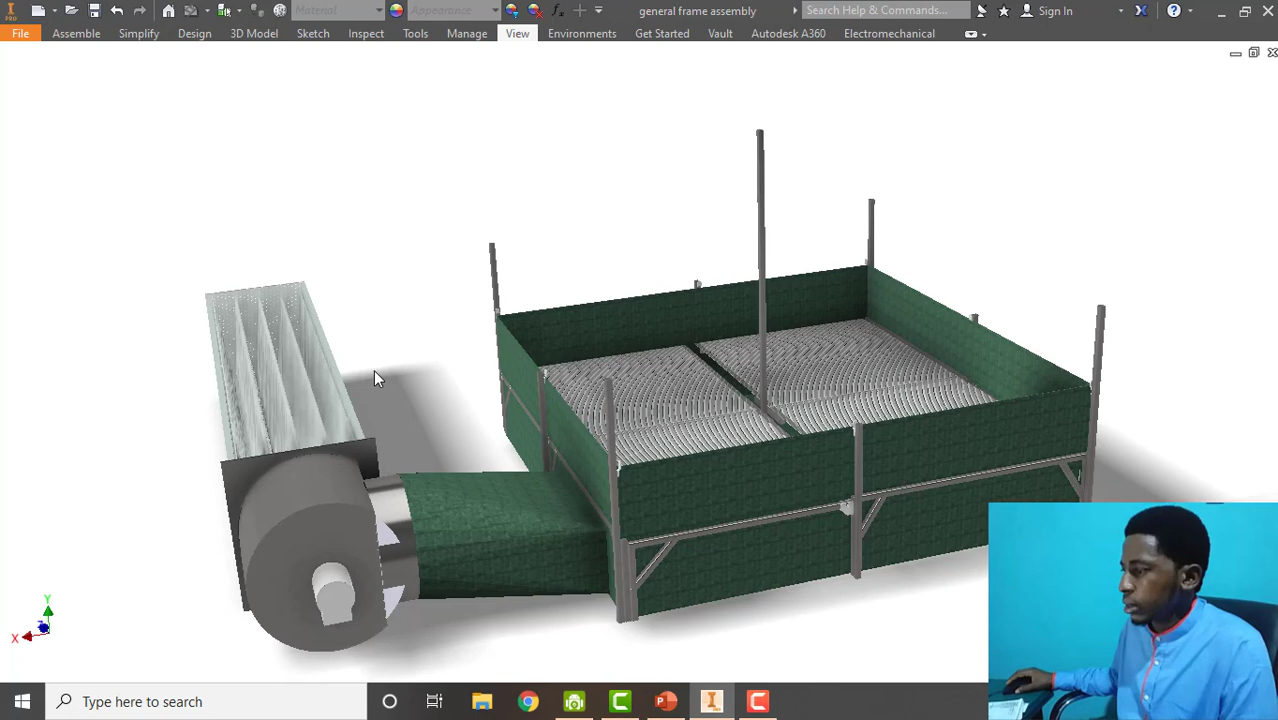 Material Appearance general frame assembly Search Help & Commands... Sign In
PRO File Assemble Simplify Design 3D Model Sketch Inspect Tools Manage View Environments Get Started Vault Autodesk A360 Electromechanical
Y
X
Type here to search